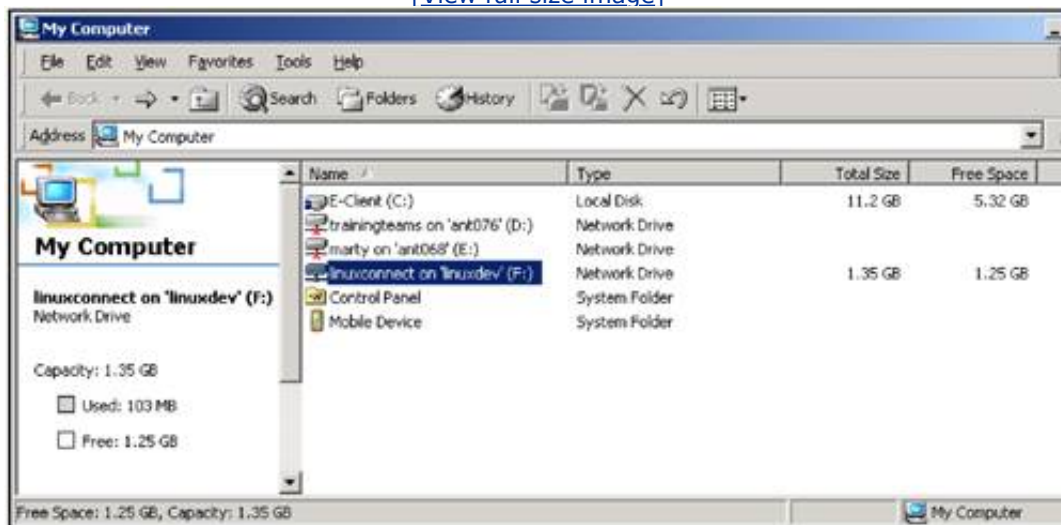 [View full size image]
My Computer
File Edit View Favorites Tools Help
Back Search Folders History
Address My Computer
Name Type Total Size Free Space
E-Client (C:) Local Disk 11.2 GB 5.32 GB
trainingteams on 'ant076' (D:) Network Drive
marty on 'ant068' (E:) Network Drive
linuxconnect on 'linuxdev' (F:) Network Drive 1.35 GB 1.25 GB
Control Panel System Folder
Mobile Device System Folder
My Computer
linuxconnect on 'linuxdev' (F:)
Network Drive
Capacity: 1.35 GB
Used: 103 MB
Free: 1.25 GB
Free Space: 1.25 GB, Capacity: 1.35 GB My Computer